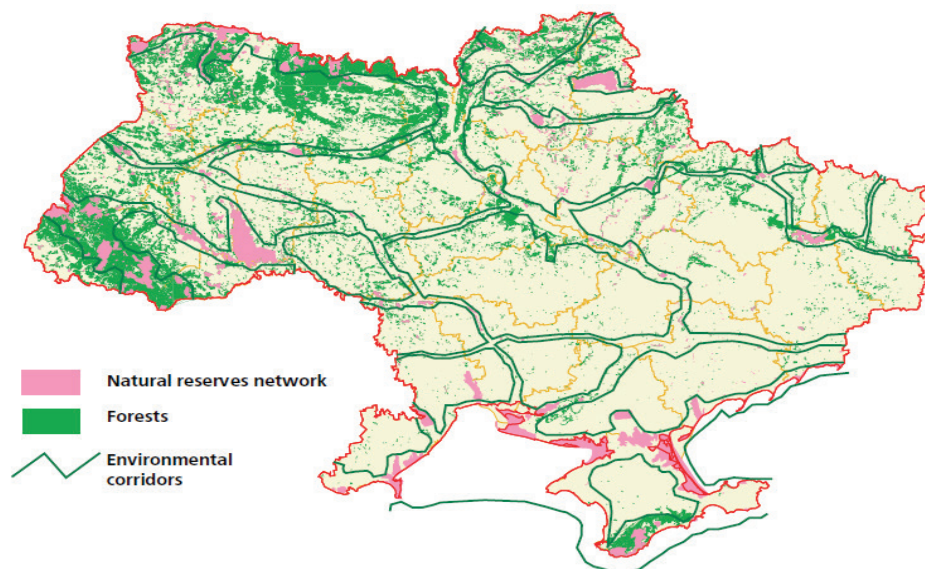 Natural reserves network
Forests
Environmental
corridors